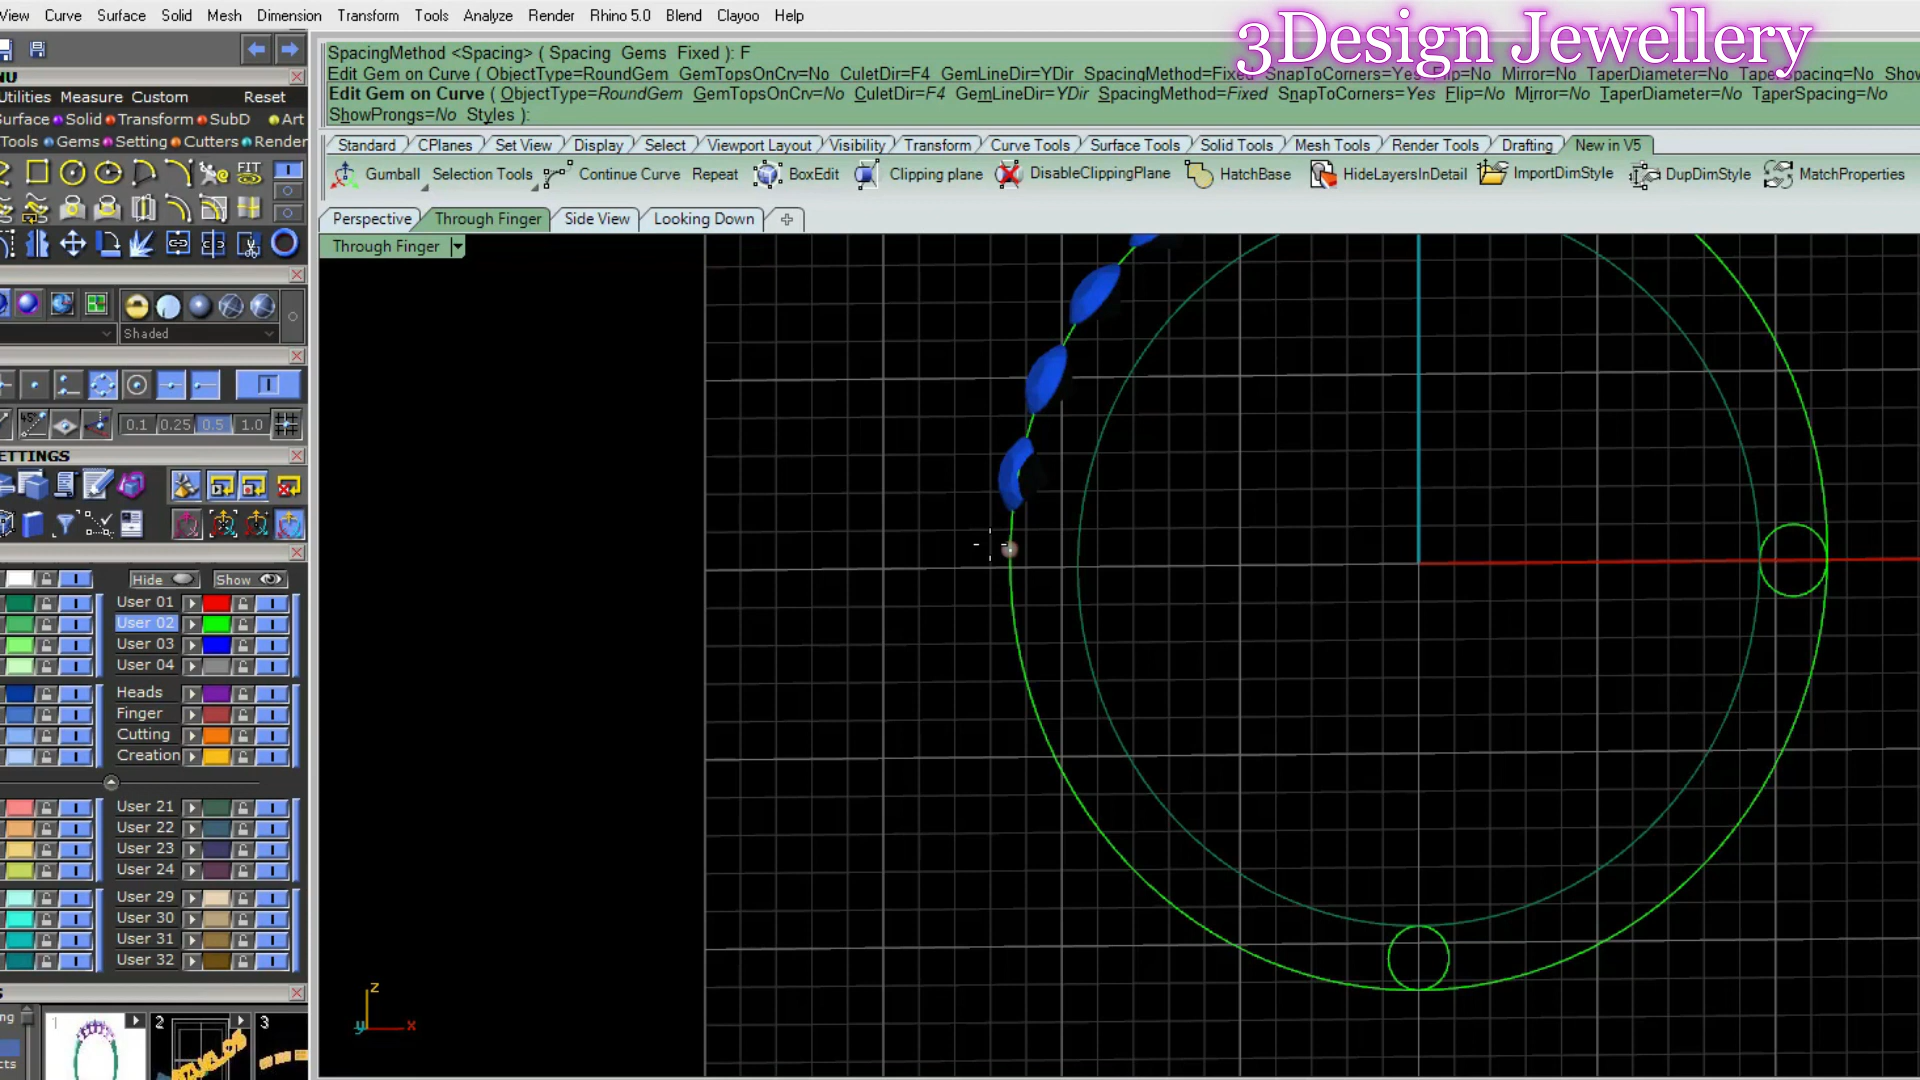 View Curve Surface Solid Mesh Dimension Transform Tools Analyze Render Rhino 5.0 Blend Clayoo Help
3Design Jewellery
SpacingMethod <Spacing> ( Spacing Gems Fixed ): F
Edit Gem on Curve ( ObjectType=RoundGem GemTopsOnCrv=No CuletDir=F4 GemLineDir=YDir SpacingMethod=Fixed SnapToCorners=Yes Flip=No Mirror=No TaperDiameter=No TaperSpacing=No Show
Edit Gem on Curve ( ObjectType=RoundGem GemTopsOnCrv=No CuletDir=F4 GemLineDir=YDir SpacingMethod=Fixed SnapToCorners=Yes Flip=No Mirror=No TaperDiameter=No TaperSpacing=No
ShowProngs=No Styles ):
NU
Utilities Measure Custom Reset
Surface Solid Transform SubD Art
Tools Gems Setting Cutters Render
FIT
Standard CPlanes Set View Display Select Viewport Layout Visibility Transform Curve Tools Surface Tools Solid Tools Mesh Tools Render Tools Drafting New in V5
Gumball Selection Tools Continue Curve Repeat BoxEdit Clipping plane DisableClippingPlane HatchBase HideLayersInDetail ImportDimStyle DupDimStyle MatchProperties
Perspective Through Finger Side View Looking Down
Through Finger
Shaded
45°
0.1 0.25 0.5 1.0
ETTINGS
Hide Show
User 01
User 02
User 03
User 04
Heads
Finger
Cutting
Creation
User 21
User 22
User 23
User 24
User 29
User 30
User 31
User 32
S
ng
cts
1 2 3
z
y x